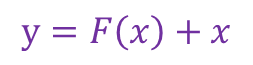 y = F(x) + x